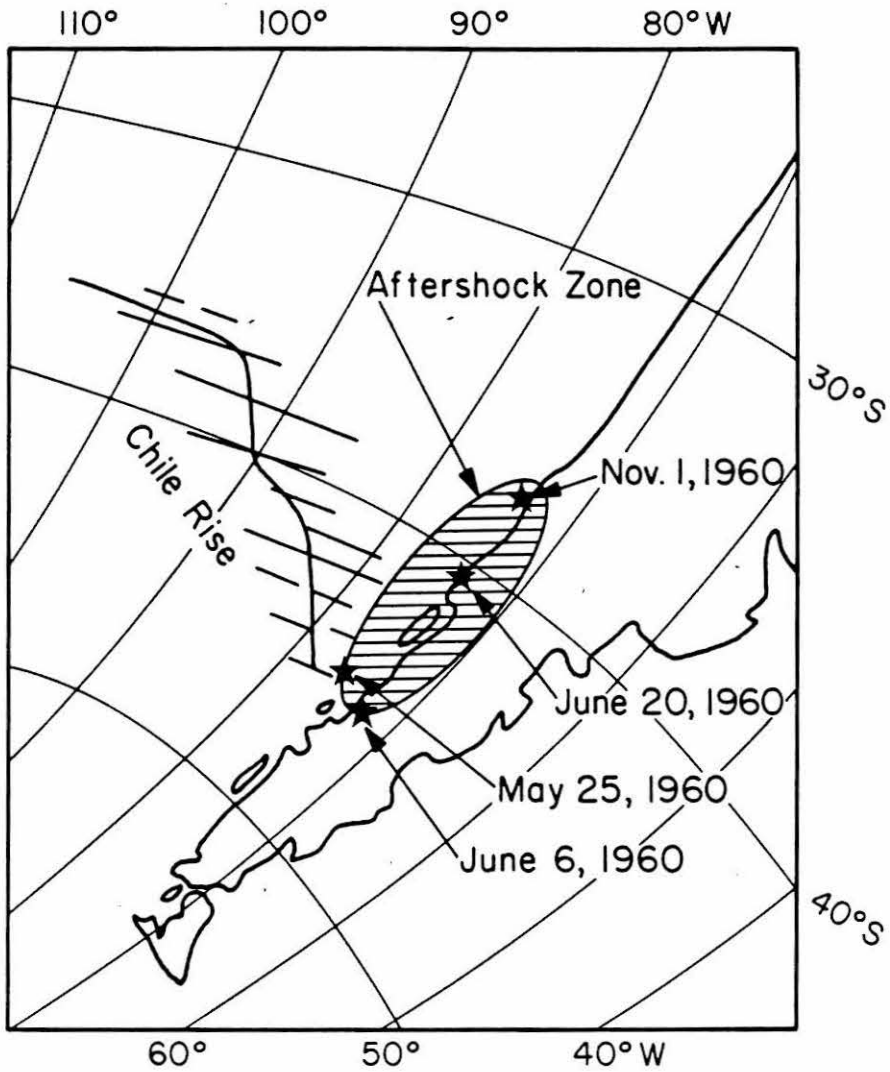 110° 100° 90° 80°W
Aftershock Zone
30°S
Chile Rise
Nov. 1, 1960
June 20, 1960
May 25, 1960
June 6, 1960
40°S
60° 50° 40°W